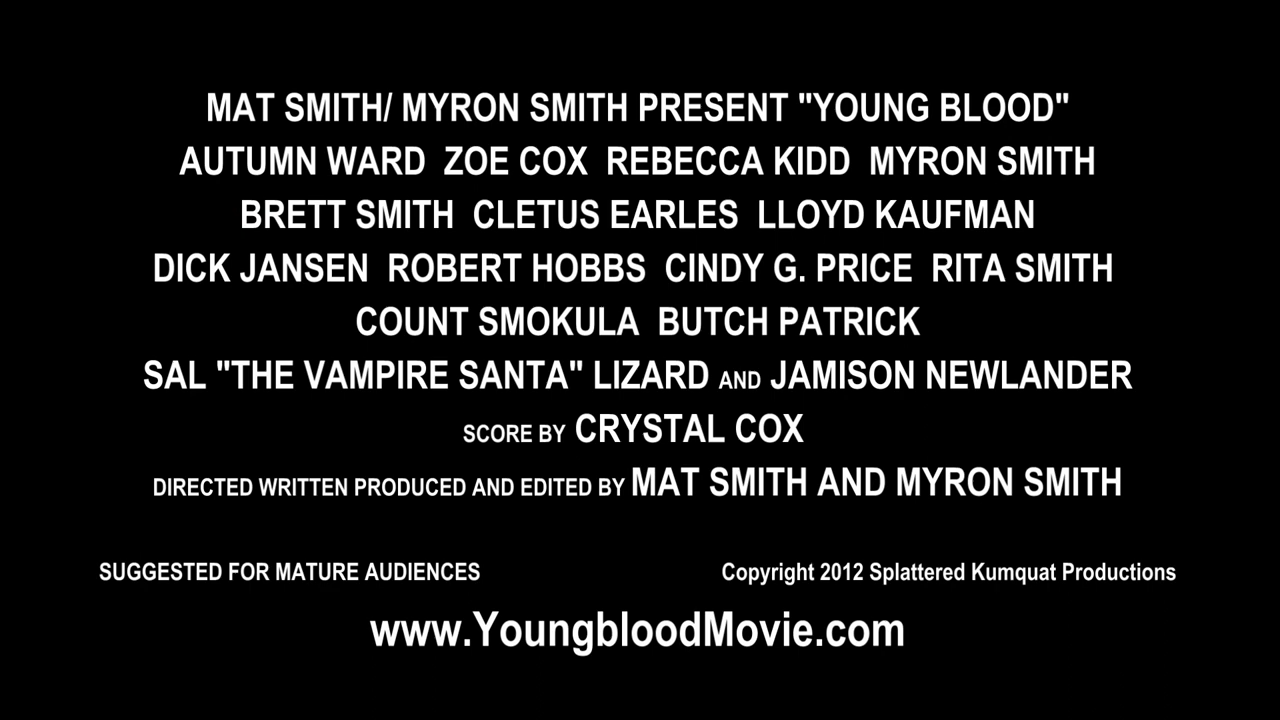 MAT SMITH/ MYRON SMITH PRESENT "YOUNG BLOOD"
AUTUMN WARD ZOE COX REBECCA KIDD MYRON SMITH
BRETT SMITH CLETUS EARLES LLOYD KAUFMAN
DICK JANSEN ROBERT HOBBS CINDY G. PRICE RITA SMITH
COUNT SMOKULA BUTCH PATRICK
SAL "THE VAMPIRE SANTA" LIZARD AND JAMISON NEWLANDER
SCORE BY CRYSTAL COX
DIRECTED WRITTEN PRODUCED AND EDITED BY MAT SMITH AND MYRON SMITH
SUGGESTED FOR MATURE AUDIENCES Copyright 2012 Splattered Kumquat Productions
www.YoungbloodMovie.com